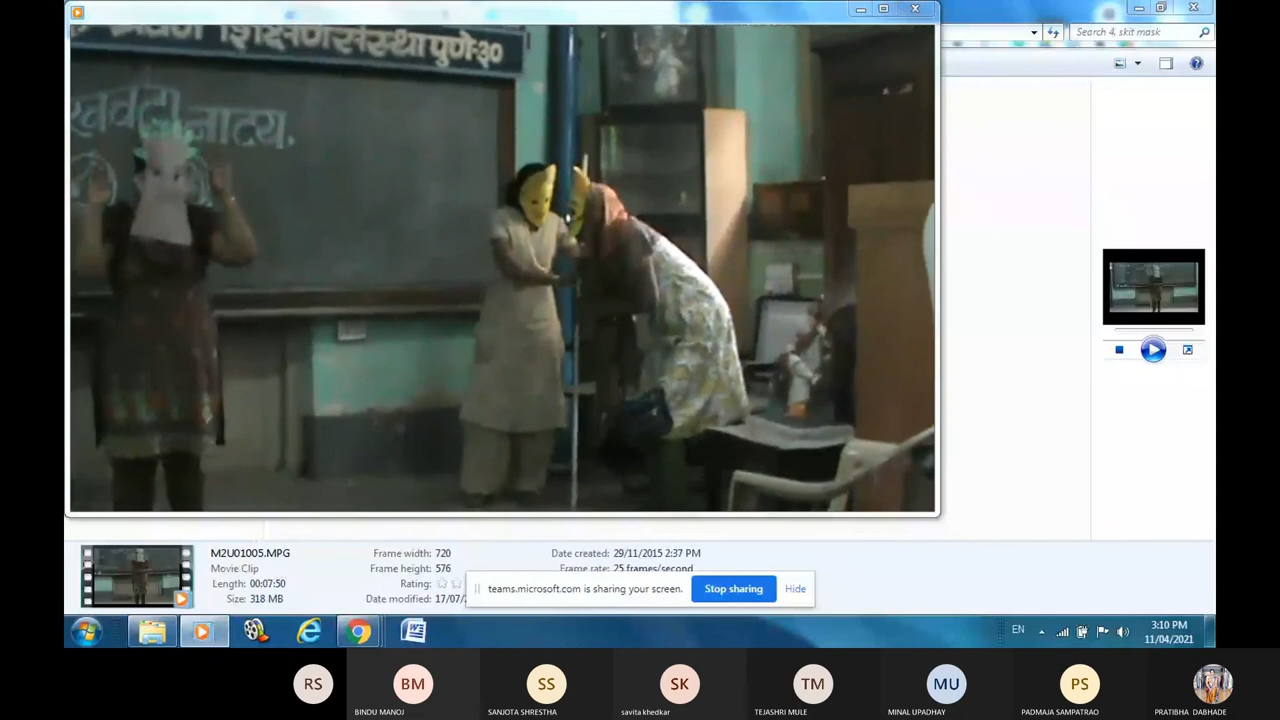 शिक्षण संस्था पुणे-३०
नाट्य.
Search 4. skit mask
M2U01005.MPG
Movie Clip
Length: 00:07:50
Size: 318 MB
Frame width: 720
Frame height: 576
Rating:
Date modified: 17/07/
Date created: 29/11/2015 2:37 PM
Frame rate: 25 frames/second
teams.microsoft.com is sharing your screen.
Stop sharing
Hide
EN
3:10 PM
11/04/2021
RS
BM
SS
SK
TM
MU
PS
BINDU MANOJ
SANJOTA SHRESTHA
savita khedkar
TEJASHRI MULE
MINAL UPADHAY
PADMAJA SAMPATRAO
PRATIBHA DABHADE